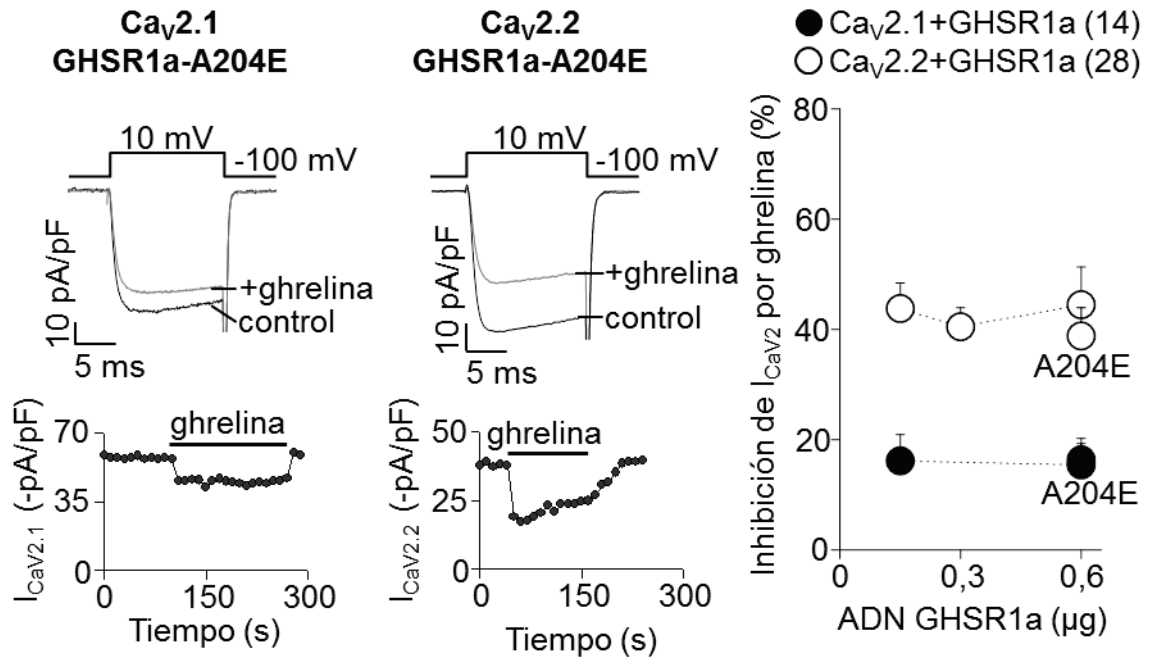 CaV2.1
GHSR1a-A204E
10 mV
-100 mV
10 pA/pF
5 ms
+ghrelina
control
ICaV2.1 (-pA/pF)
70
35
0
ghrelina
0
150
300
Tiempo (s)
CaV2.2
GHSR1a-A204E
10 mV
-100 mV
10 pA/pF
5 ms
+ghrelina
control
ICaV2.2 (-pA/pF)
50
25
0
ghrelina
0
150
300
Tiempo (s)
CaV2.1+GHSR1a (14)
CaV2.2+GHSR1a (28)
Inhibición de ICaV2 por ghrelina (%)
80
60
40
20
0
A204E
A204E
0
0,3
0,6
ADN GHSR1a (µg)